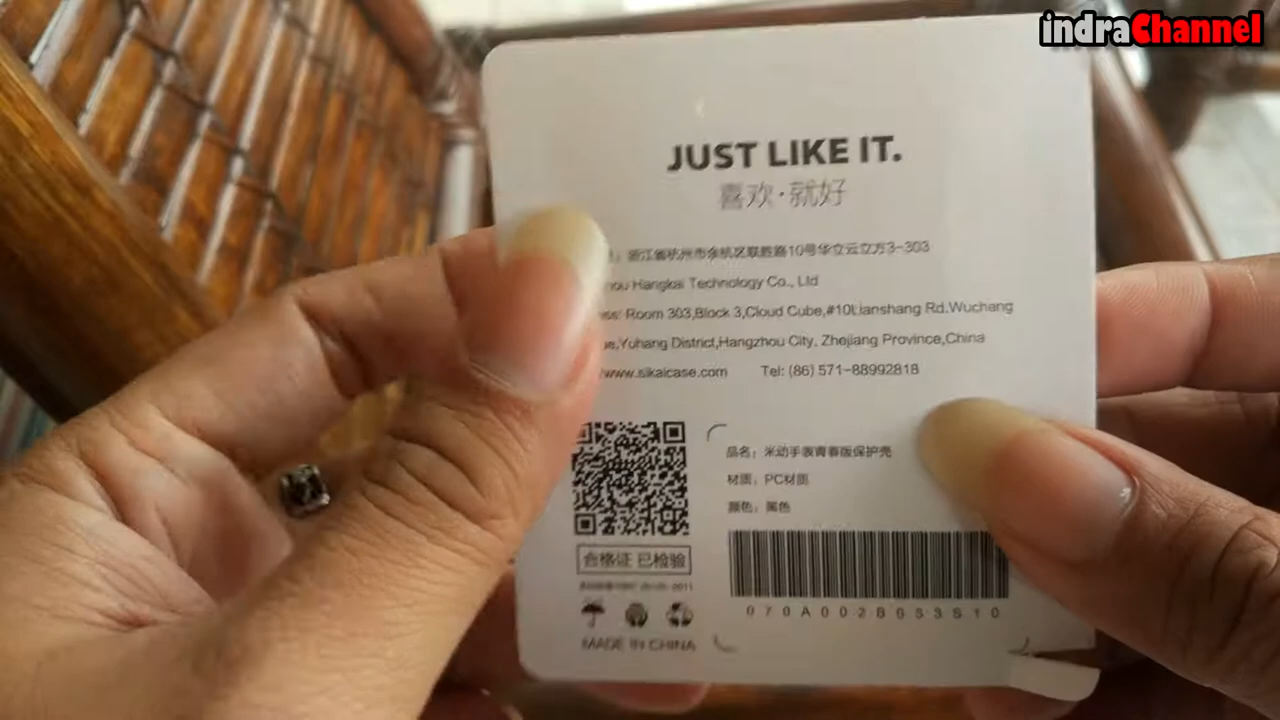 indraChannel
JUST LIKE IT.
喜欢·就好
浙江省杭州市余杭区联胜路10号华立云立方3-303
Hangkai Technology Co., Ltd
Room 303,Block 3,Cloud Cube,#10Lianshang Rd.Wuchang
,Yuhang District,Hangzhou City, Zhejiang Province,China
www.sikaicase.com Tel: (86) 571-88992818
品名：米动手表青春版保护壳
材质：PC材质
颜色：黑色
合格证 已检验
MADE IN CHINA